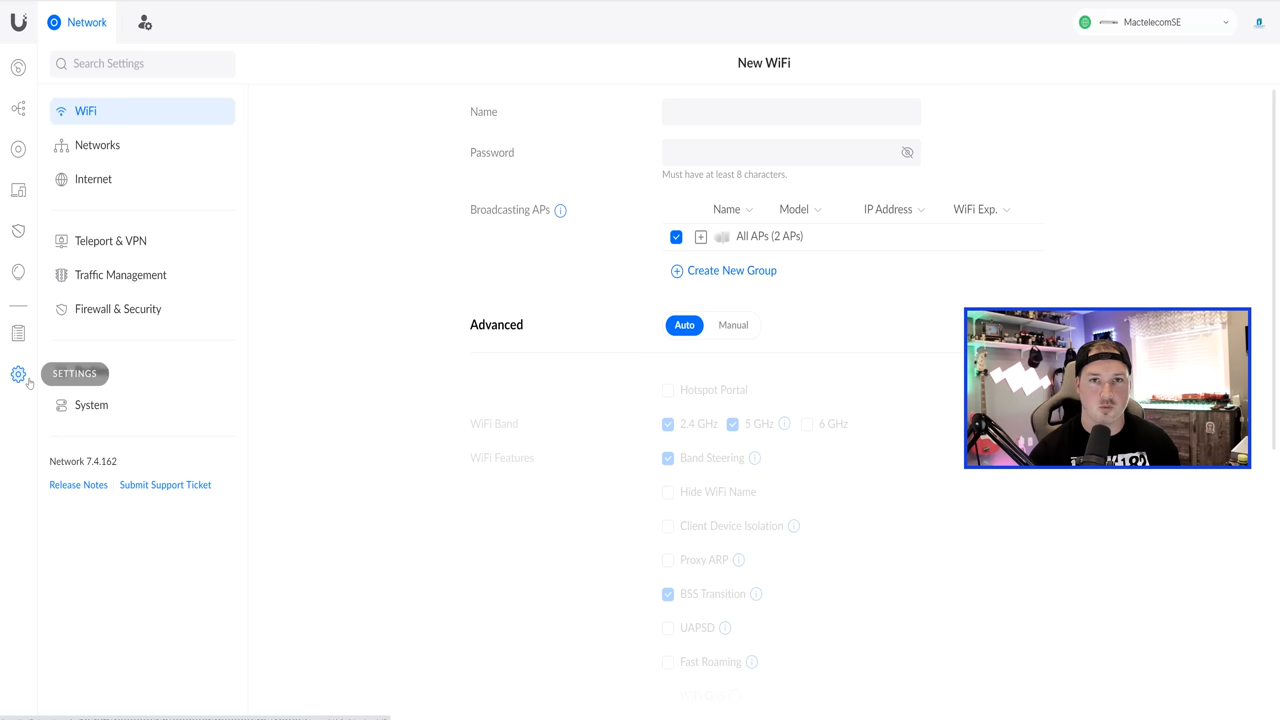 Network
MactelecomSE
Search Settings
New WiFi
WiFi
Networks
Internet
Teleport & VPN
Traffic Management
Firewall & Security
SETTINGS
System
Network 7.4.162
Release Notes
Submit Support Ticket
Name
Password
Must have at least 8 characters.
Broadcasting APs
Name Model IP Address WiFi Exp.
All APs (2 APs)
Create New Group
Advanced
Auto Manual
Hotspot Portal
WiFi Band
2.4 GHz 5 GHz 6 GHz
WiFi Features
Band Steering
Hide WiFi Name
Client Device Isolation
Proxy ARP
BSS Transition
UAPSD
Fast Roaming